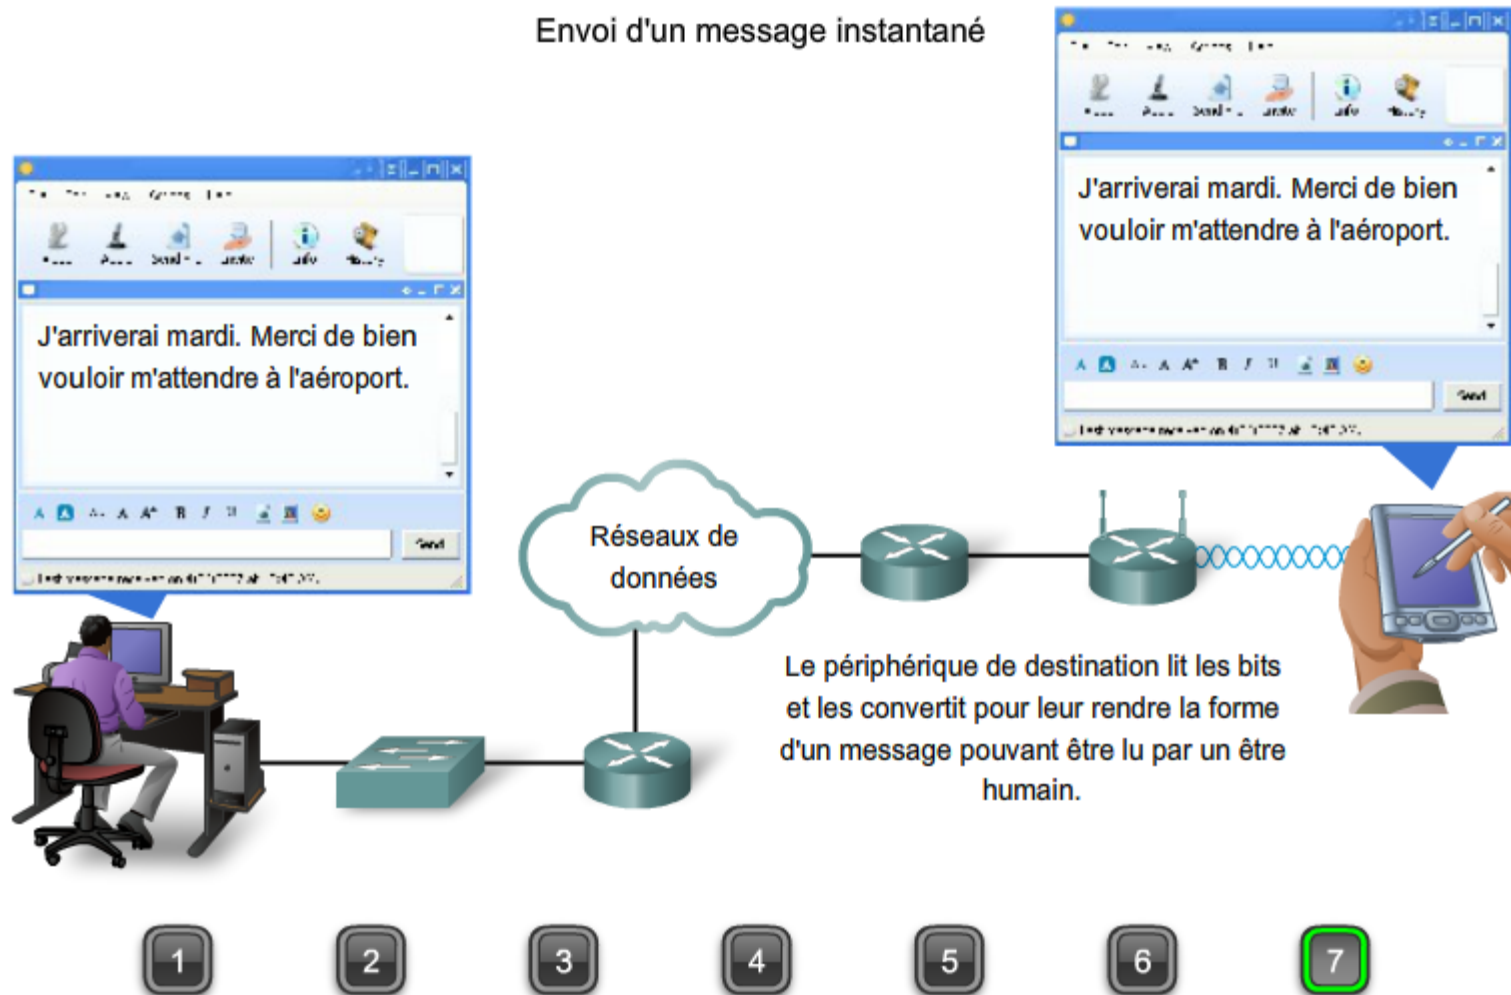 Envoi d'un message instantané
J'arriverai mardi. Merci de bien
vouloir m'attendre à l'aéroport.
Send
J'arriverai mardi. Merci de bien
vouloir m'attendre à l'aéroport.
Send
Réseaux de
données
Le périphérique de destination lit les bits
et les convertit pour leur rendre la forme
d'un message pouvant être lu par un être
humain.
1 2 3 4 5 6 7